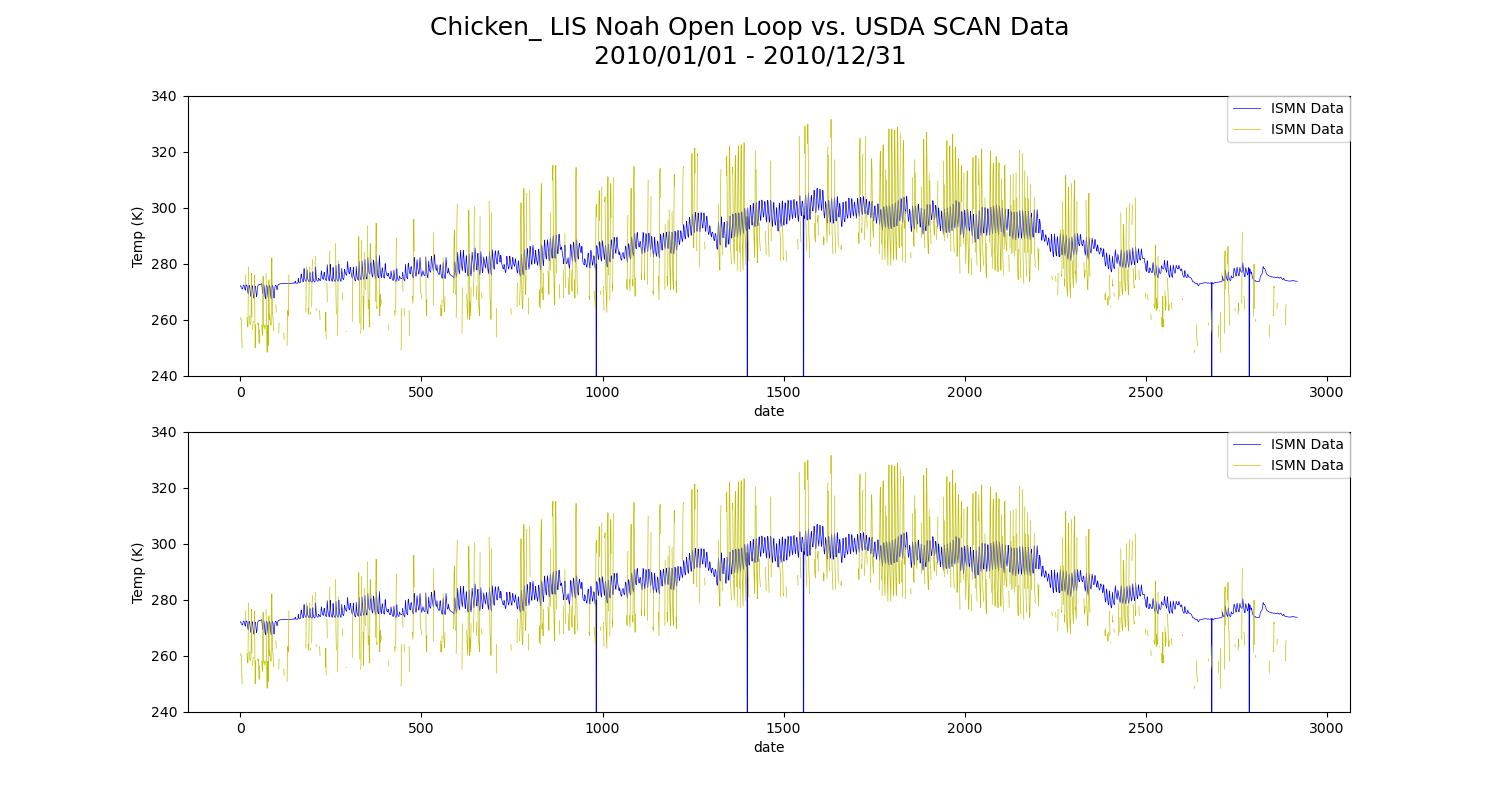 Chicken_ LIS Noah Open Loop vs. USDA SCAN Data
2010/01/01 - 2010/12/31
340
320
300
280
260
240
Temp (K)
ISMN Data
ISMN Data
0 500 1000 1500 2000 2500 3000
date
340
320
300
280
260
240
Temp (K)
ISMN Data
ISMN Data
0 500 1000 1500 2000 2500 3000
date